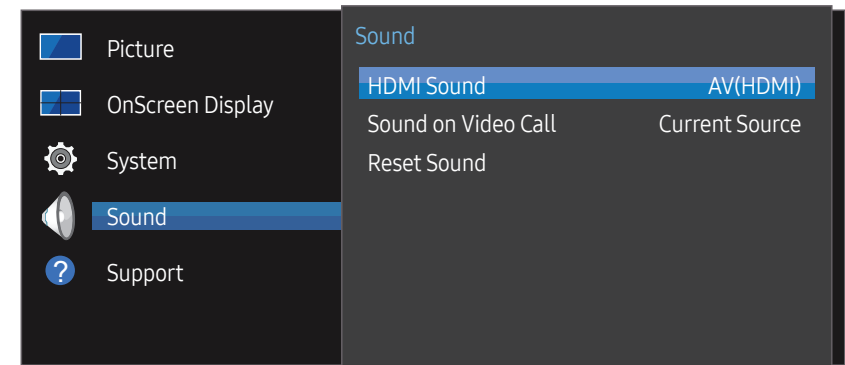 Picture
OnScreen Display
System
Sound
?
Support
Sound
HDMI Sound AV(HDMI)
Sound on Video Call Current Source
Reset Sound